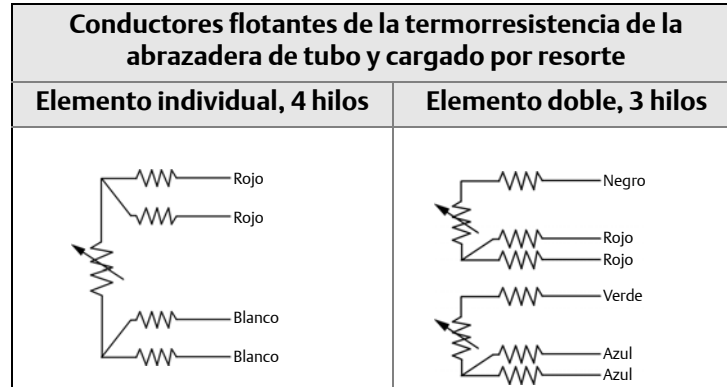 Conductores flotantes de la termorresistencia de la
abrazadera de tubo y cargado por resorte
Elemento individual, 4 hilos
Elemento doble, 3 hilos
Rojo
Rojo
Blanco
Blanco
Negro
Rojo
Rojo
Verde
Azul
Azul